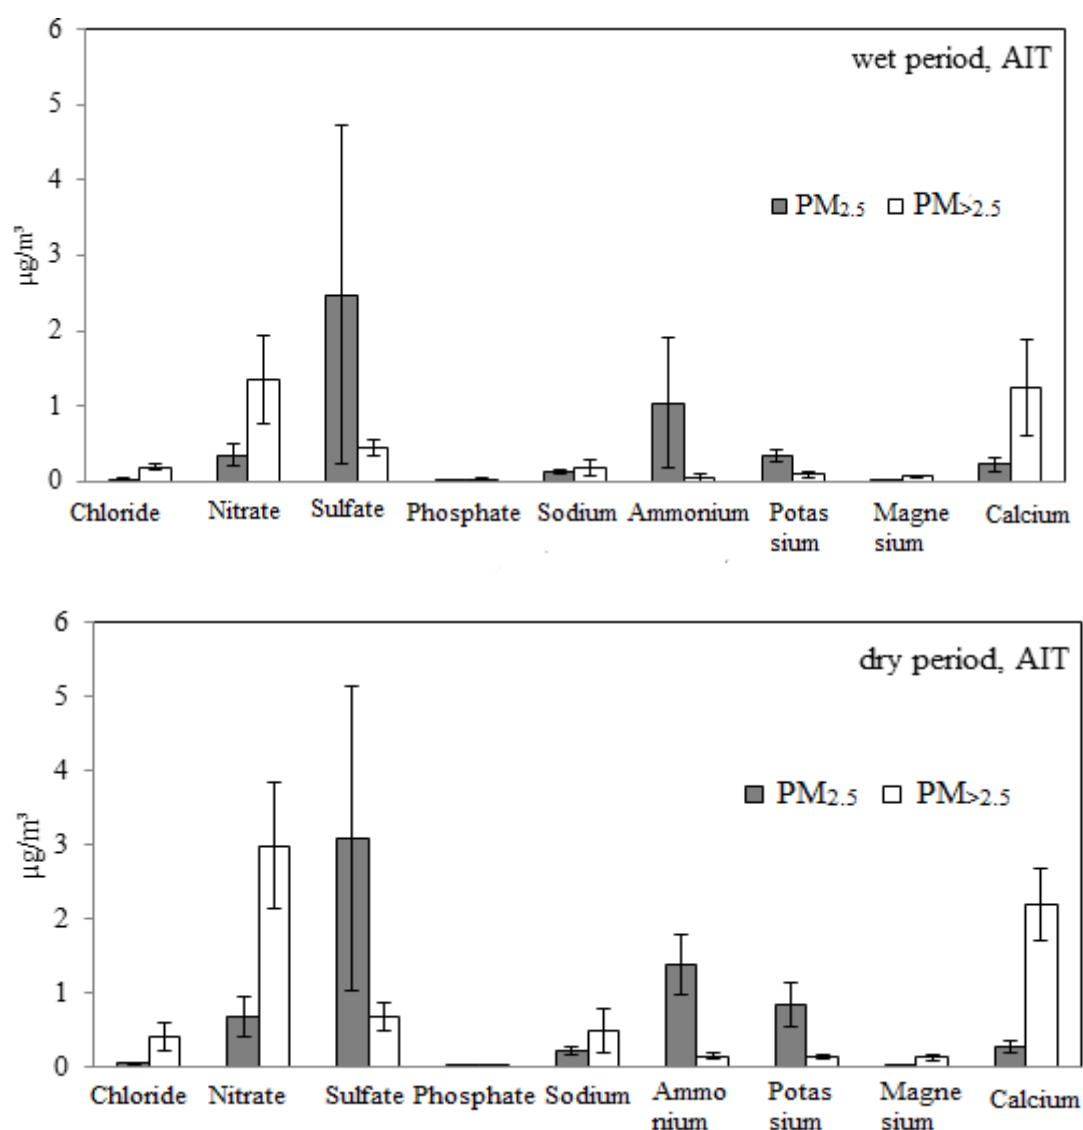 6
wet period, AIT
5
4
PM2.5 PM>2.5
3
µg/m³
2
1
0
Chloride Nitrate Sulfate Phosphate Sodium Ammonium Potas Magne Calcium
sium sium
6
dry period, AIT
5
4
PM2.5 PM>2.5
3
µg/m³
2
1
0
Chloride Nitrate Sulfate Phosphate Sodium Ammo Potas Magne Calcium
nium sium sium